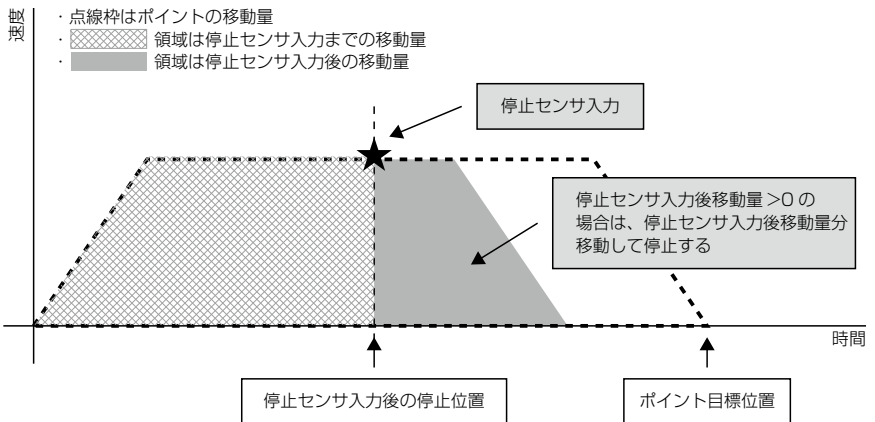 速度
・点線枠はポイントの移動量
・ 領域は停止センサ入力までの移動量
・ 領域は停止センサ入力後の移動量
停止センサ入力
停止センサ入力後移動量 >0 の
場合は、停止センサ入力後移動量分
移動して停止する
時間
停止センサ入力後の停止位置
ポイント目標位置